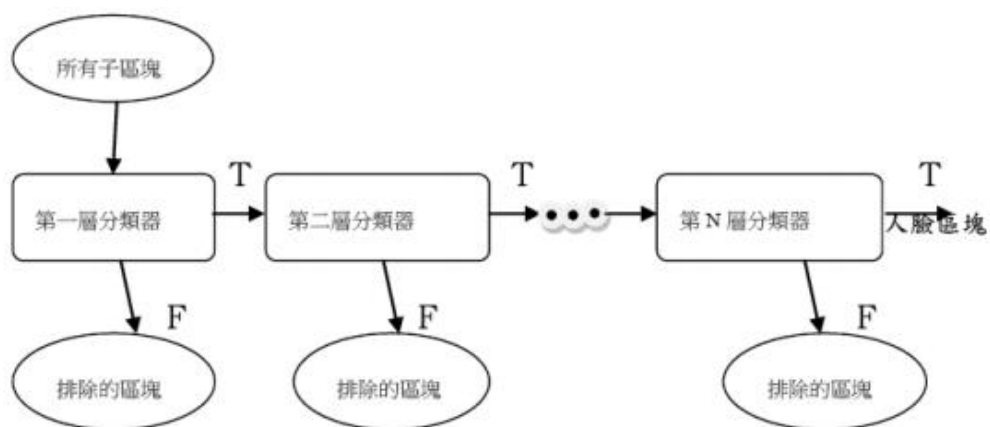 所有子區塊
T
T
T
第一層分類器
第二層分類器
第 N 層分類器
人臉區塊
F
F
F
排除的區塊
排除的區塊
排除的區塊